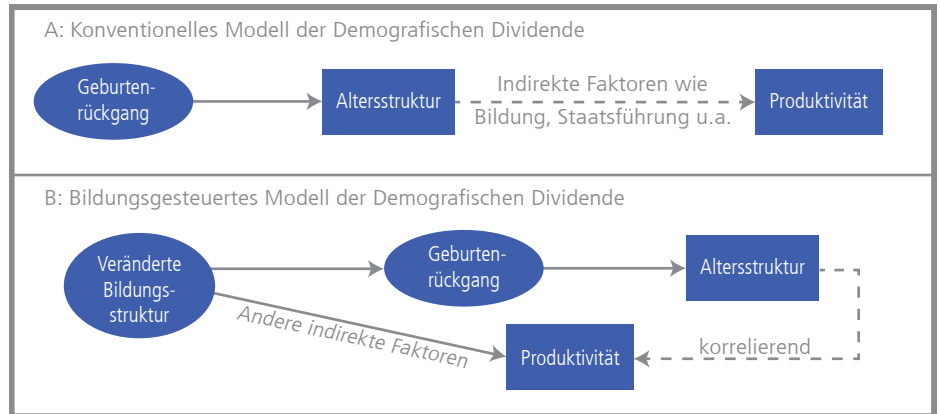 A: Konventionelles Modell der Demografischen Dividende
Geburten-
rückgang
Altersstruktur
Indirekte Faktoren wie
Bildung, Staatsführung u.a.
Produktivität
B: Bildungsgesteuertes Modell der Demografischen Dividende
Veränderte
Bildungs-
struktur
Geburten-
rückgang
Altersstruktur
Andere indirekte Faktoren
Produktivität
korrelierend